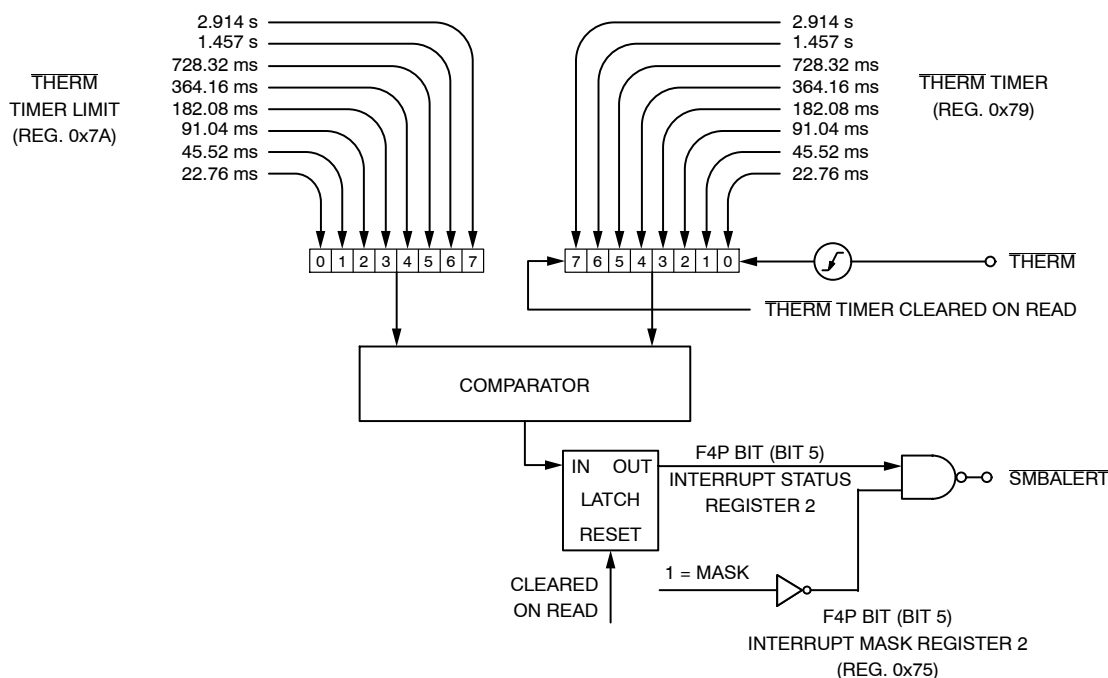 THERM
TIMER LIMIT
(REG. 0x7A)
2.914 s
1.457 s
728.32 ms
364.16 ms
182.08 ms
91.04 ms
45.52 ms
22.76 ms
2.914 s
1.457 s
728.32 ms
364.16 ms
182.08 ms
91.04 ms
45.52 ms
22.76 ms
THERM TIMER
(REG. 0x79)
0 1 2 3 4 5 6 7
7 6 5 4 3 2 1 0
THERM
THERM TIMER CLEARED ON READ
COMPARATOR
IN OUT
LATCH
RESET
F4P BIT (BIT 5)
INTERRUPT STATUS
REGISTER 2
SMBALERT
CLEARED
ON READ
1 = MASK
F4P BIT (BIT 5)
INTERRUPT MASK REGISTER 2
(REG. 0x75)